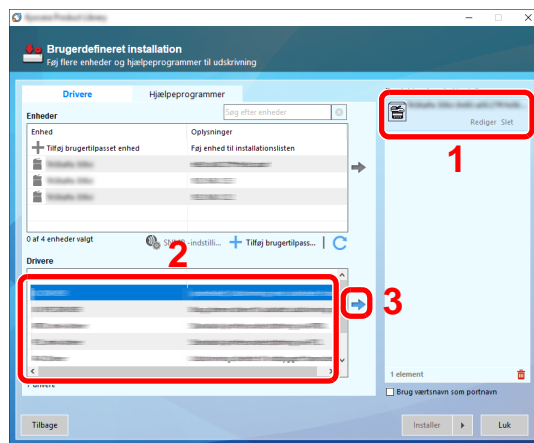 Brugerdefineret installation
Føj flere enheder og hjælpeprogrammer til udskrivning
Drivere
Hjælpeprogrammer
Enheder
Søg efter enheder
Enhed
Oplysninger
Tilføj brugertilpasset enhed
Føj enhed til installationslisten
Rediger Slet
1
0 af 4 enheder valgt
-indstilli...
Tilføj brugertilpass...
2
Drivere
3
1 element
Brug værtsnavn som portnavn
Tilbage
Installer
Luk